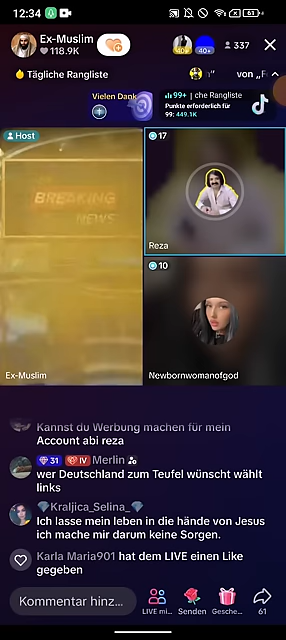 12:34
61
Ex-Muslim
118.9K
40+
337
Tägliche Rangliste
von „F
Vielen Dank
99+ | che Rangliste
Punkte erforderlich für
99: 449.1K
Host
17
BREAKING
NEWS
Reza
10
Ex-Muslim
Newbornwomanofgod
Kannst du Werbung machen für mein
Account abi reza
31 IV Merlin
wer Deutschland zum Teufel wünscht wählt
links
Kraljica_Selina_
Ich lasse mein leben in die hände von Jesus
ich mache mir darum keine Sorgen.
Karla Maria901 hat dem LIVE einen Like
gegeben
Kommentar hinz...
LIVE mi...
Senden
Gesche...
61